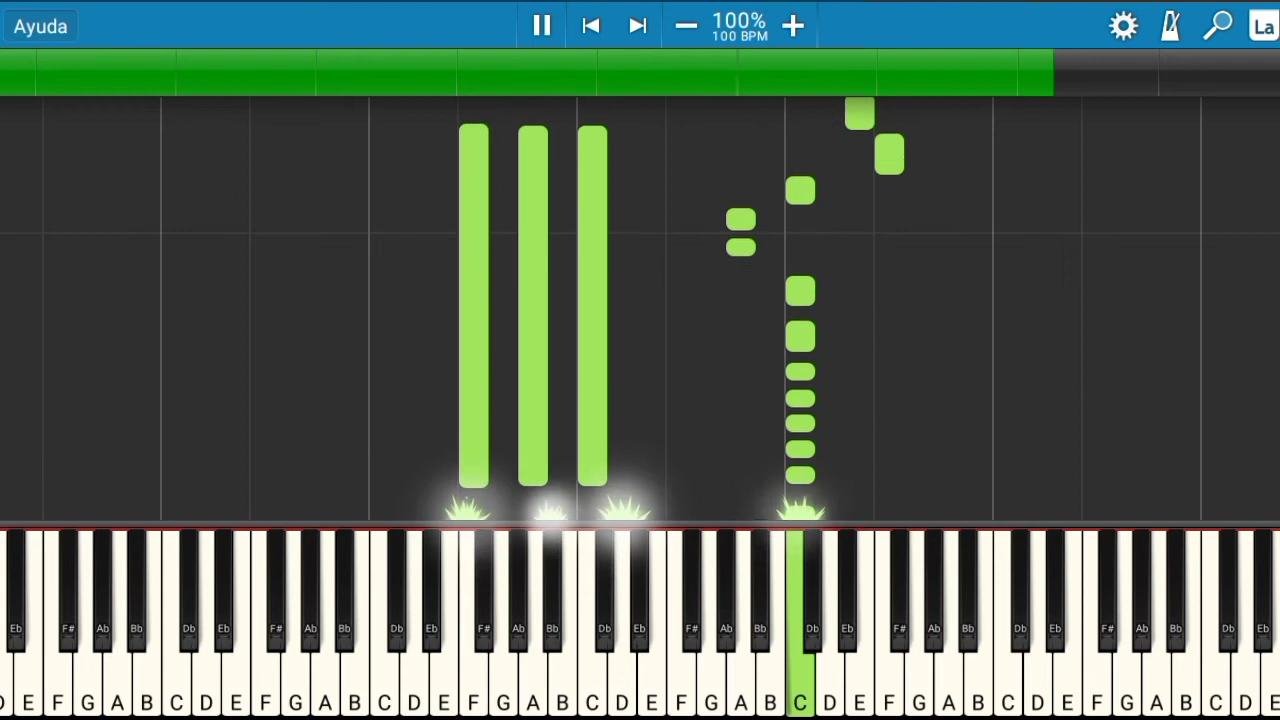 Ayuda
100%
100 BPM
La
Eb F# Ab Bb Db Eb F# Ab Bb Db Eb F# Ab Bb Db Eb F# Ab Bb Db Eb F# Ab Bb Db Eb F# Ab Bb Db Eb
D E F G A B C D E F G A B C D E F G A B C D E F G A B C D E F G A B C D E F G A B C D E